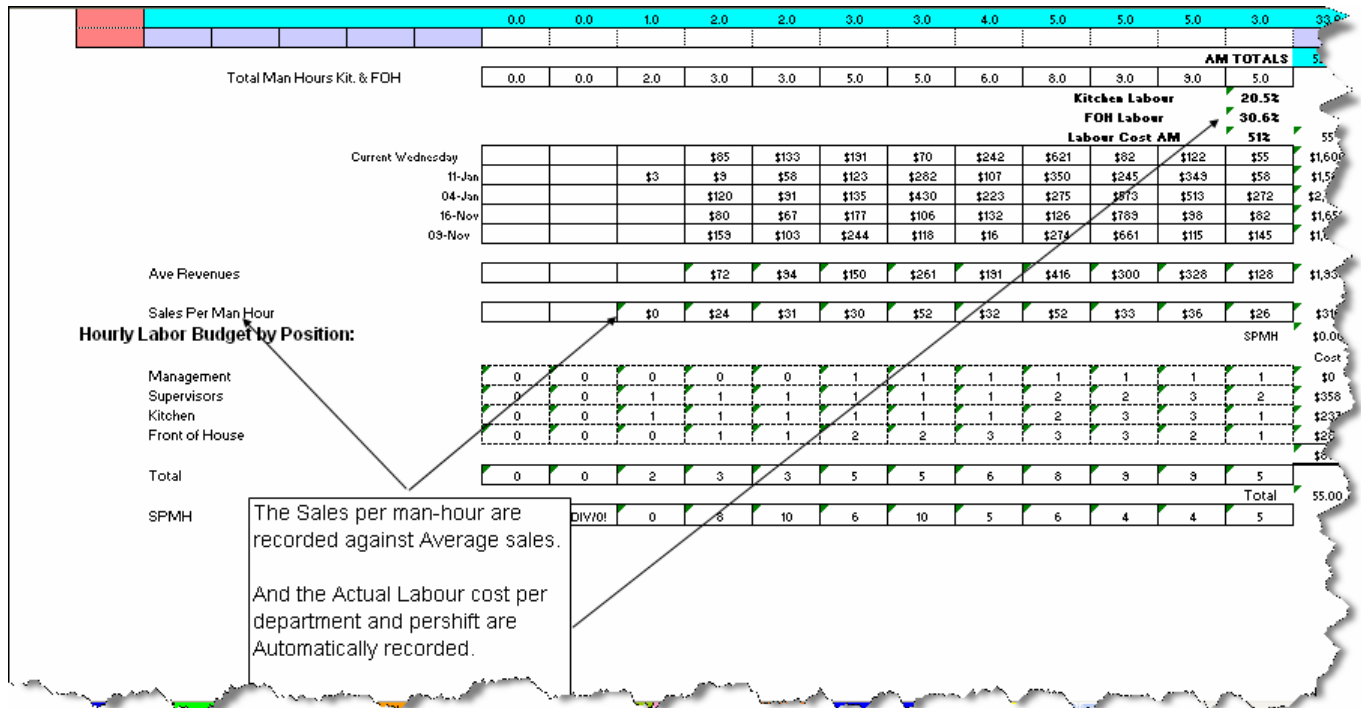 0.0 0.0 1.0 2.0 2.0 3.0 3.0 4.0 5.0 5.0 5.0 3.0 33.0
AM TOTALS
Total Man Hours Kit. & FOH 0.0 0.0 2.0 3.0 3.0 5.0 5.0 6.0 8.0 9.0 9.0 5.0
Kitchen Labour 20.5%
FOH Labour 30.6%
Labour Cost AM 51% 55
Current Wednesday $85 $133 $191 $70 $242 $621 $82 $122 $55 $1,600
11-Jan $3 $9 $58 $123 $282 $107 $350 $245 $349 $58
04-Jan $120 $91 $135 $430 $223 $275 $573 $513 $272
16-Nov $80 $67 $177 $106 $132 $126 $789 $98 $82
09-Nov $159 $103 $244 $118 $16 $274 $661 $115 $145
Ave Revenues $72 $94 $150 $261 $191 $416 $300 $328 $128
Sales Per Man Hour $0 $24 $31 $30 $52 $32 $52 $33 $36 $26
Hourly Labor Budget by Position:
SPMH $0.00
Cost
Management 0 0 0 0 0 1 1 1 1 1 1 1 $0
Supervisors 0 0 1 1 1 1 1 1 2 2 3 2 $358
Kitchen 0 0 1 1 1 1 1 1 2 3 3 1 $237
Front of House 0 0 0 1 1 2 2 3 3 3 2 1
Total 0 0 2 3 3 5 5 6 8 9 9 5
Total 55.00
SPMH DIV/0! 0 8 10 6 10 5 6 4 4 5
The Sales per man-hour are
recorded against Average sales.
And the Actual Labour cost per
department and pershift are
Automatically recorded.